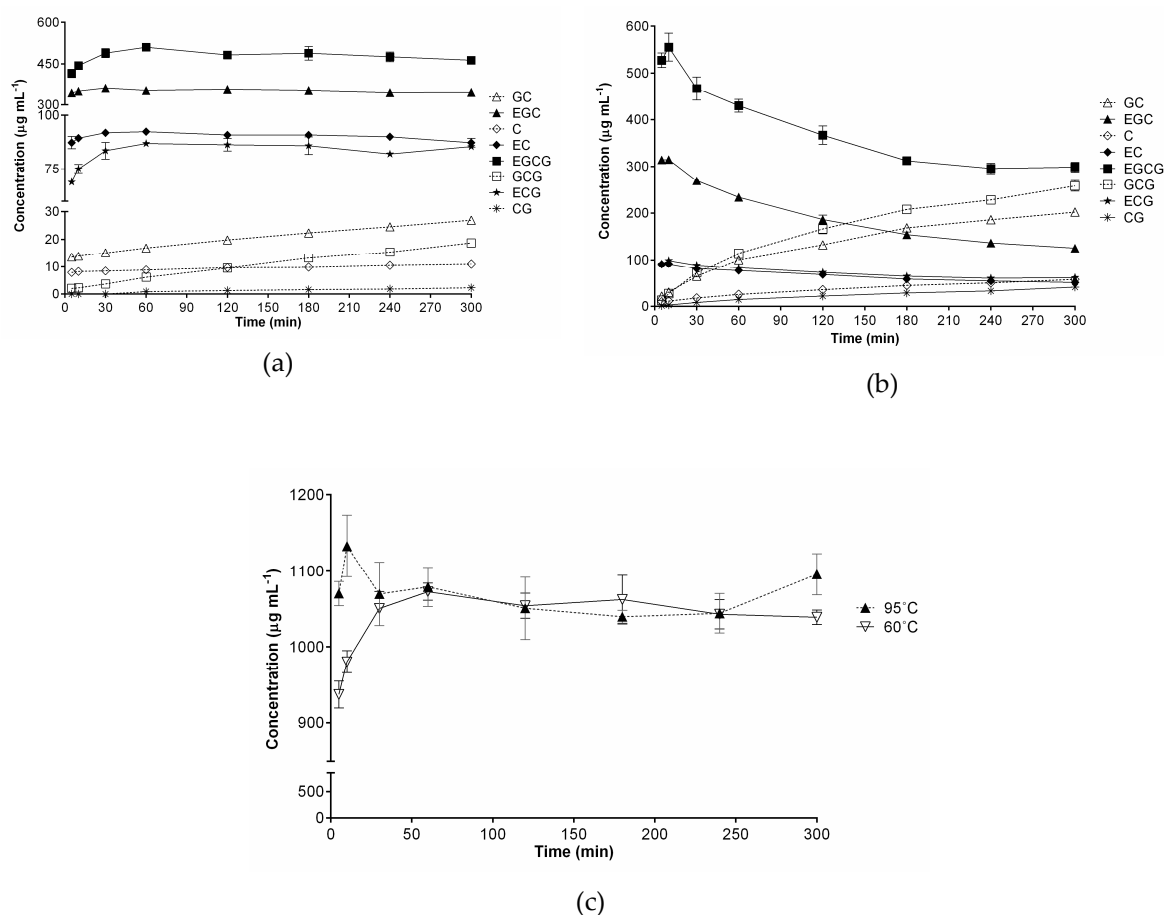 600
450
300
100
75
30
20
10
0
Concentration (µg mL⁻¹)
0 30 60 90 120 150 180 210 240 270 300
Time (min)
GC
EGC
C
EC
EGCG
GCG
ECG
CG
(a)
600
500
400
300
200
100
0
Concentration (µg mL⁻¹)
0 30 60 90 120 150 180 210 240 270 300
Time (min)
GC
EGC
C
EC
EGCG
GCG
ECG
CG
(b)
1200
1100
1000
900
500
0
Concentration (µg mL⁻¹)
0 50 100 150 200 250 300
Time (min)
95˚C
60˚C
(c)